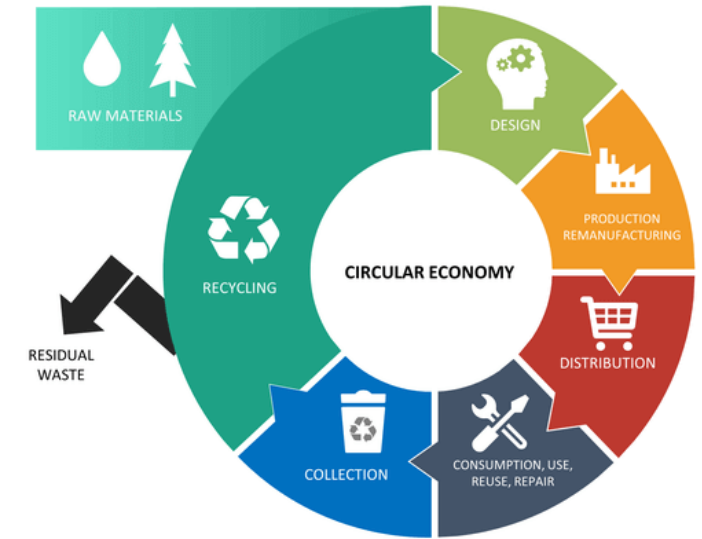 RAW MATERIALS
DESIGN
PRODUCTION
REMANUFACTURING
DISTRIBUTION
CONSUMPTION, USE,
REUSE, REPAIR
COLLECTION
RECYCLING
RESIDUAL
WASTE
CIRCULAR ECONOMY